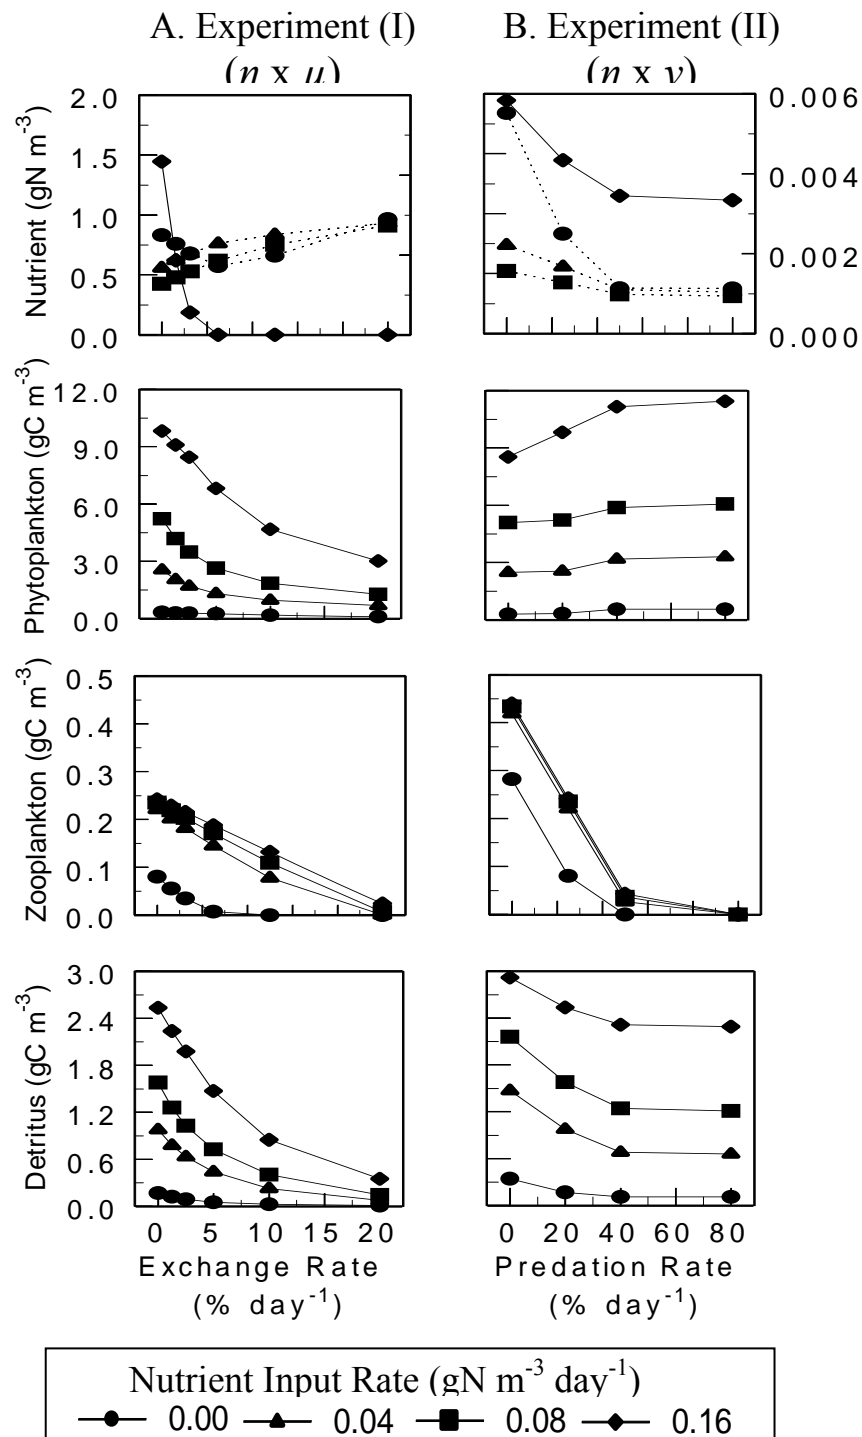 A. Experiment (I) B. Experiment (II)
(n x u) (n x v)
2.0 0.006
1.5
0.004
1.0
0.5 0.002
0.0 0.000
Nutrient (gN m-3)
12.0
9.0
6.0
3.0
0.0
Phytoplankton (gC m-3)
0.5
0.4
0.3
0.2
0.1
0.0
Zooplankton (gC m-3)
3.0
2.4
1.8
1.2
0.6
0.0
Detritus (gC m-3)
0 5 10 15 20 0 20 40 60 80
Exchange Rate Predation Rate
(% day-1) (% day-1)
Nutrient Input Rate (gN m-3 day-1)
0.00 0.04 0.08 0.16